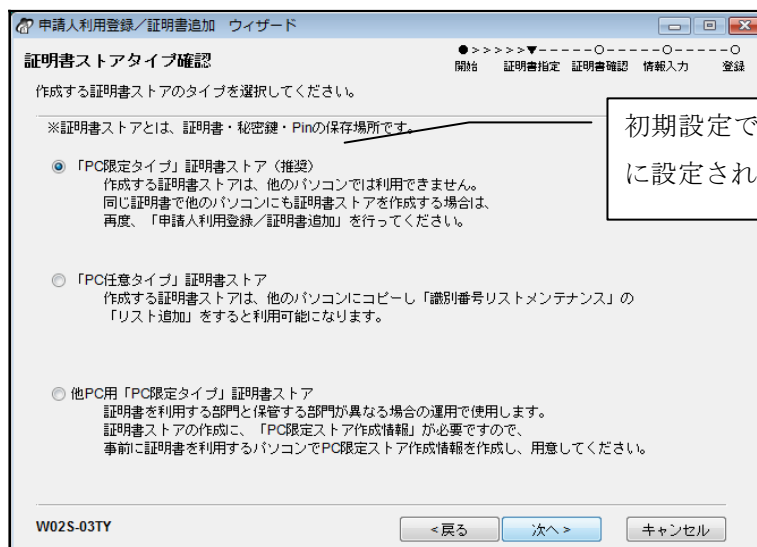 申請人利用登録／証明書追加　ウィザード
証明書ストアタイプ確認
●>>>>>▼-----○-----○-----○
開始 証明書指定 証明書確認 情報入力 登録
作成する証明書ストアのタイプを選択してください。
※証明書ストアとは、証明書・秘密鍵・Pinの保存場所です。
初期設定で
に設定され
「PC限定タイプ」証明書ストア（推奨）
作成する証明書ストアは、他のパソコンでは利用できません。
同じ証明書で他のパソコンにも証明書ストアを作成する場合は、
再度、「申請人利用登録／証明書追加」を行ってください。
「PC任意タイプ」証明書ストア
作成する証明書ストアは、他のパソコンにコピーし「識別番号リストメンテナンス」の
「リスト追加」をすると利用可能になります。
他PC用「PC限定タイプ」証明書ストア
証明書を利用する部門と保管する部門が異なる場合の運用で使用します。
証明書ストアの作成に、「PC限定ストア作成情報」が必要ですので、
事前に証明書を利用するパソコンでPC限定ストア作成情報を作成し、用意してください。
W02S-03TY
<戻る 次へ> キャンセル